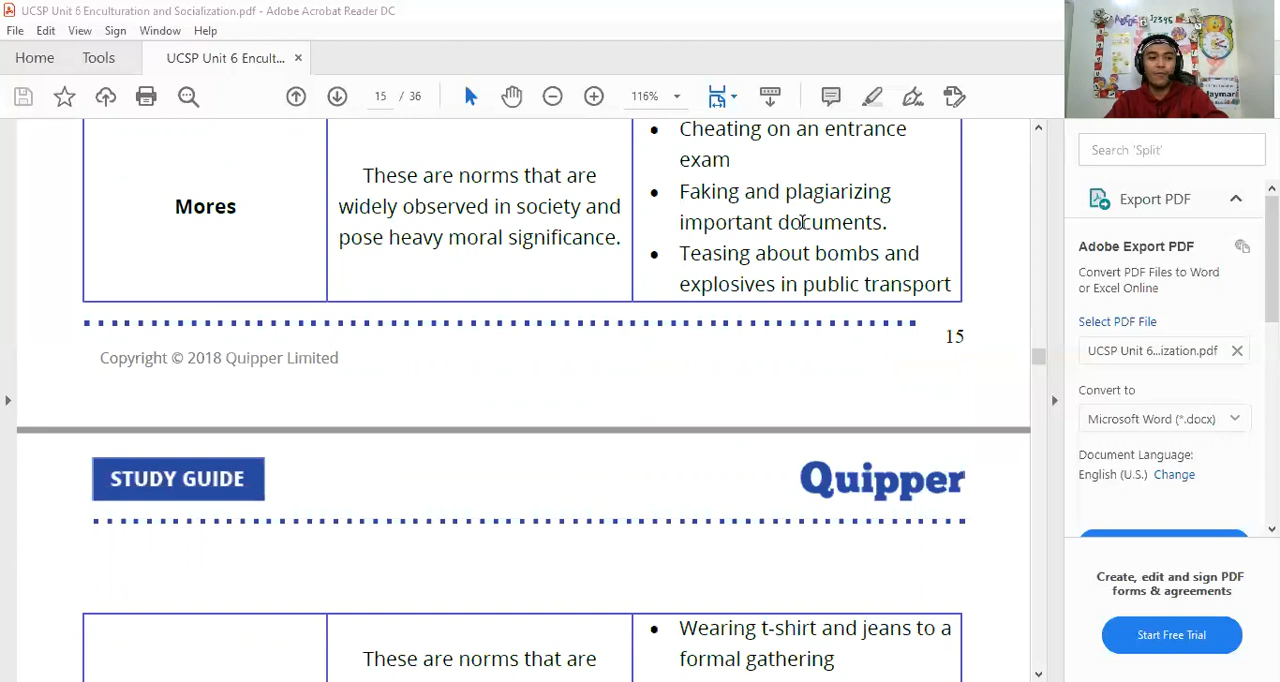 UCSP Unit 6 Enculturation and Socialization.pdf - Adobe Acrobat Reader DC
File Edit View Sign Window Help
Home Tools UCSP Unit 6 Encult... ×
15 / 36 116%
Mores
These are norms that are
widely observed in society and
pose heavy moral significance.
• Cheating on an entrance
exam
• Faking and plagiarizing
important documents.
• Teasing about bombs and
explosives in public transport
15
Copyright © 2018 Quipper Limited
STUDY GUIDE
Quipper
These are norms that are
• Wearing t-shirt and jeans to a
formal gathering
Search 'Split'
Export PDF
Adobe Export PDF
Convert PDF Files to Word
or Excel Online
Select PDF File
UCSP Unit 6...ization.pdf ×
Convert to
Microsoft Word (*.docx)
Document Language:
English (U.S.) Change
Create, edit and sign PDF
forms & agreements
Start Free Trial